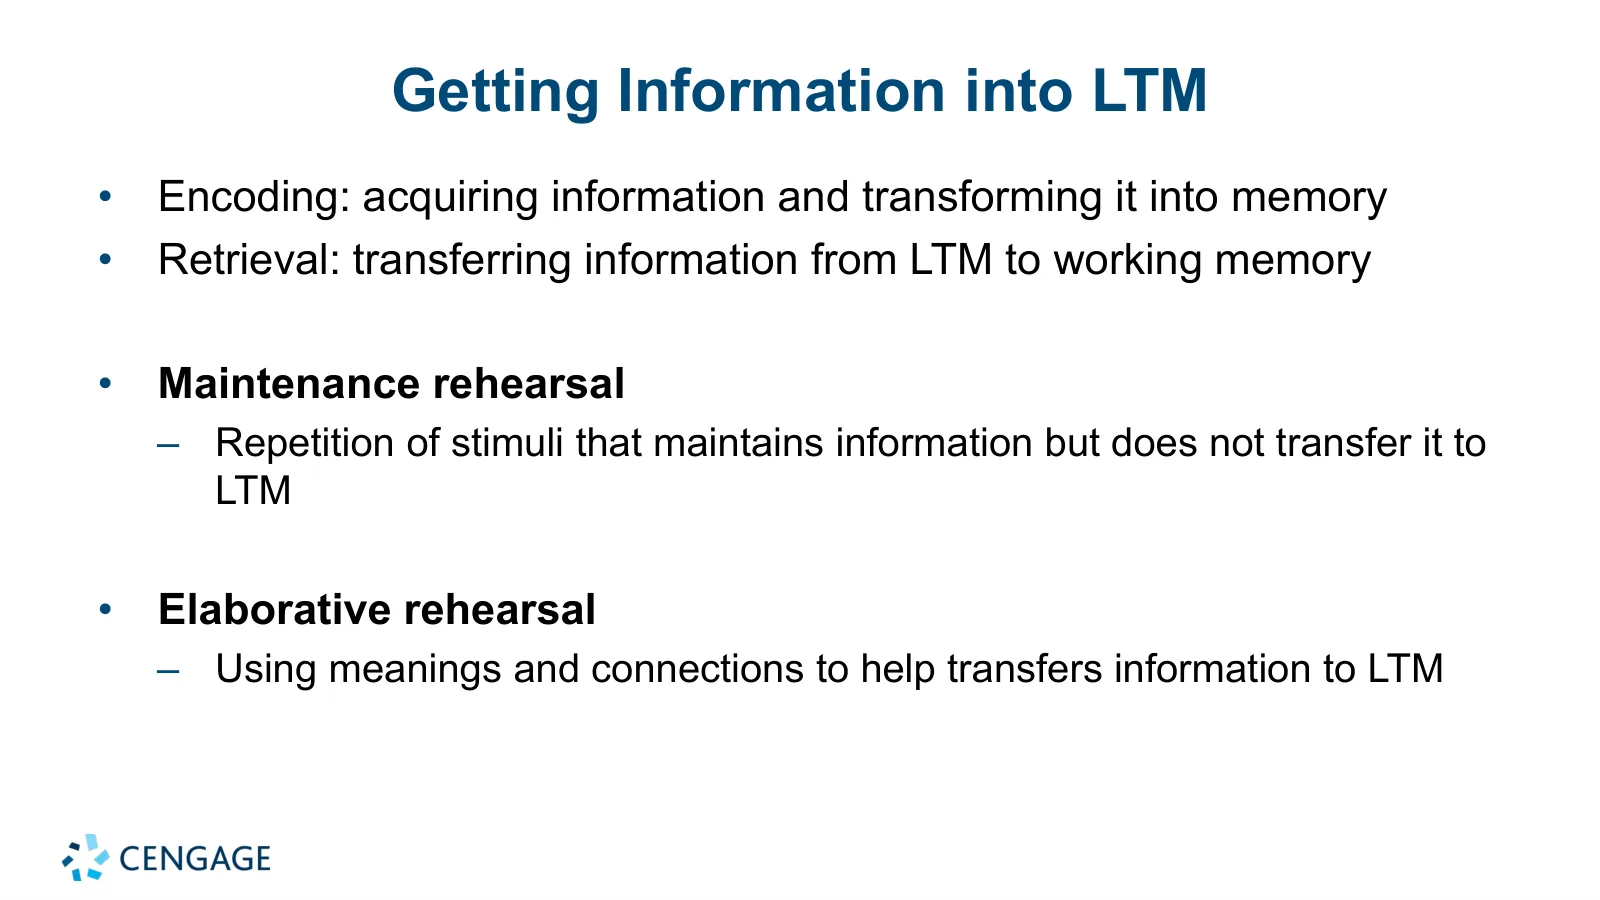 Getting Information into LTM
• Encoding: acquiring information and transforming it into memory
• Retrieval: transferring information from LTM to working memory
• Maintenance rehearsal
– Repetition of stimuli that maintains information but does not transfer it to
LTM
• Elaborative rehearsal
– Using meanings and connections to help transfers information to LTM
CENGAGE